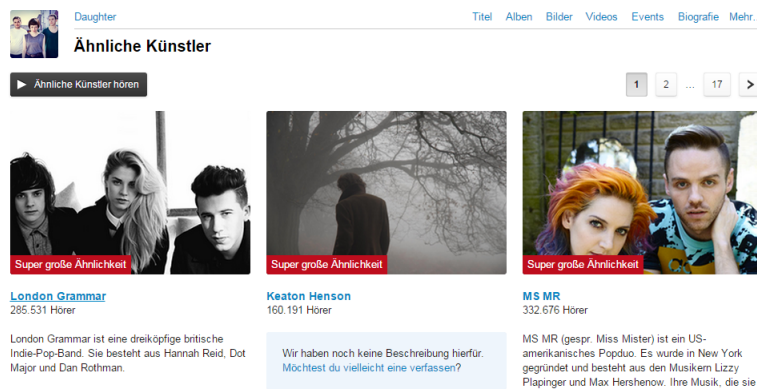 Daughter
Titel Alben Bilder Videos Events Biografie Mehr..
Ähnliche Künstler
Ähnliche Künstler hören
1 2 ... 17
Super große Ähnlichkeit
Super große Ähnlichkeit
Super große Ähnlichkeit
London Grammar
285.531 Hörer
London Grammar ist eine dreiköpfige britische
Indie-Pop-Band. Sie besteht aus Hannah Reid, Dot
Major und Dan Rothman.
Keaton Henson
160.191 Hörer
Wir haben noch keine Beschreibung hierfür.
Möchtest du vielleicht eine verfassen?
MS MR
332.676 Hörer
MS MR (gespr. Miss Mister) ist ein US-
amerikanisches Popduo. Es wurde in New York
gegründet und besteht aus den Musikern Lizzy
Plapinger und Max Hershenow. Ihre Musik, die sie